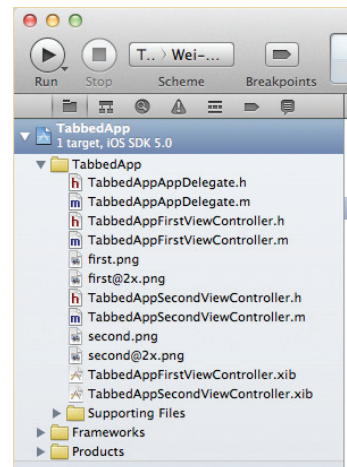 T.. › Wei-...
Run Stop Scheme Breakpoints
TabbedApp
1 target, iOS SDK 5.0
TabbedApp
h TabbedAppAppDelegate.h
m TabbedAppAppDelegate.m
h TabbedAppFirstViewController.h
m TabbedAppFirstViewController.m
first.png
first@2x.png
h TabbedAppSecondViewController.h
m TabbedAppSecondViewController.m
second.png
second@2x.png
TabbedAppFirstViewController.xib
TabbedAppSecondViewController.xib
Supporting Files
Frameworks
Products